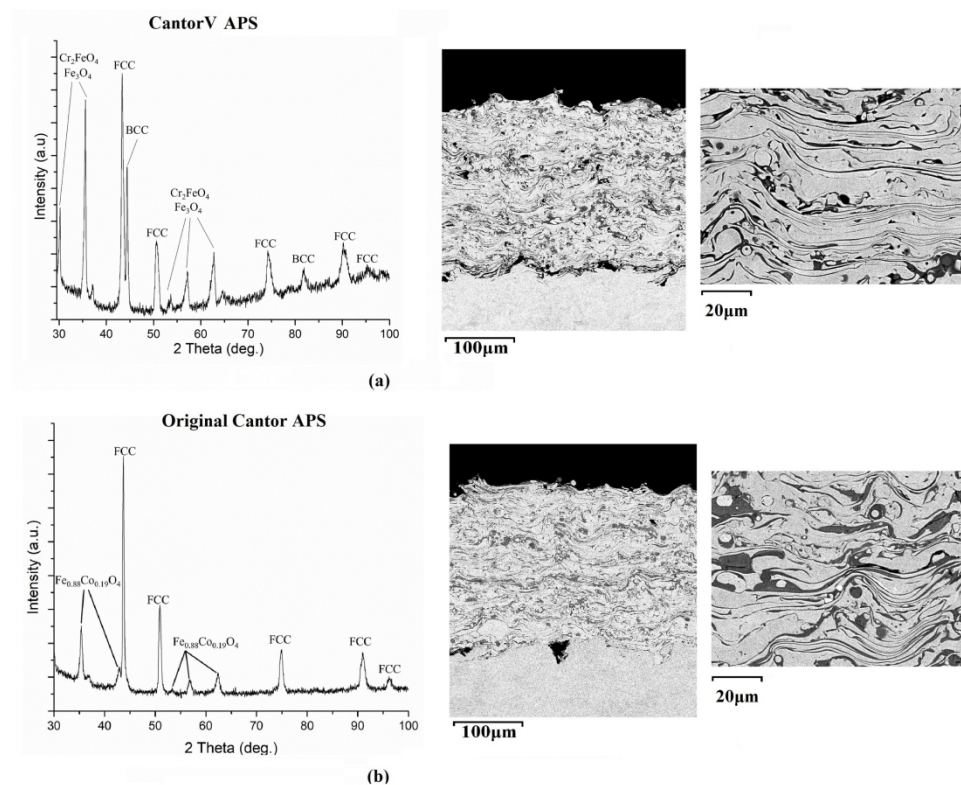 CantorV APS
Cr₂FeO₄
Fe₃O₄
FCC
BCC
Cr₂FeO₄
Fe₃O₄
FCC
FCC
BCC
FCC
FCC
Intensity (a.u)
30 40 50 60 70 80 90 100
2 Theta (deg.)
100μm
20μm
(a)
Original Cantor APS
FCC
Fe₀.₈₈Co₀.₁₉O₄
FCC
Fe₀.₈₈Co₀.₁₉O₄
FCC
FCC
FCC
Intensity (a.u.)
30 40 50 60 70 80 90 100
2 Theta (deg.)
100μm
20μm
(b)